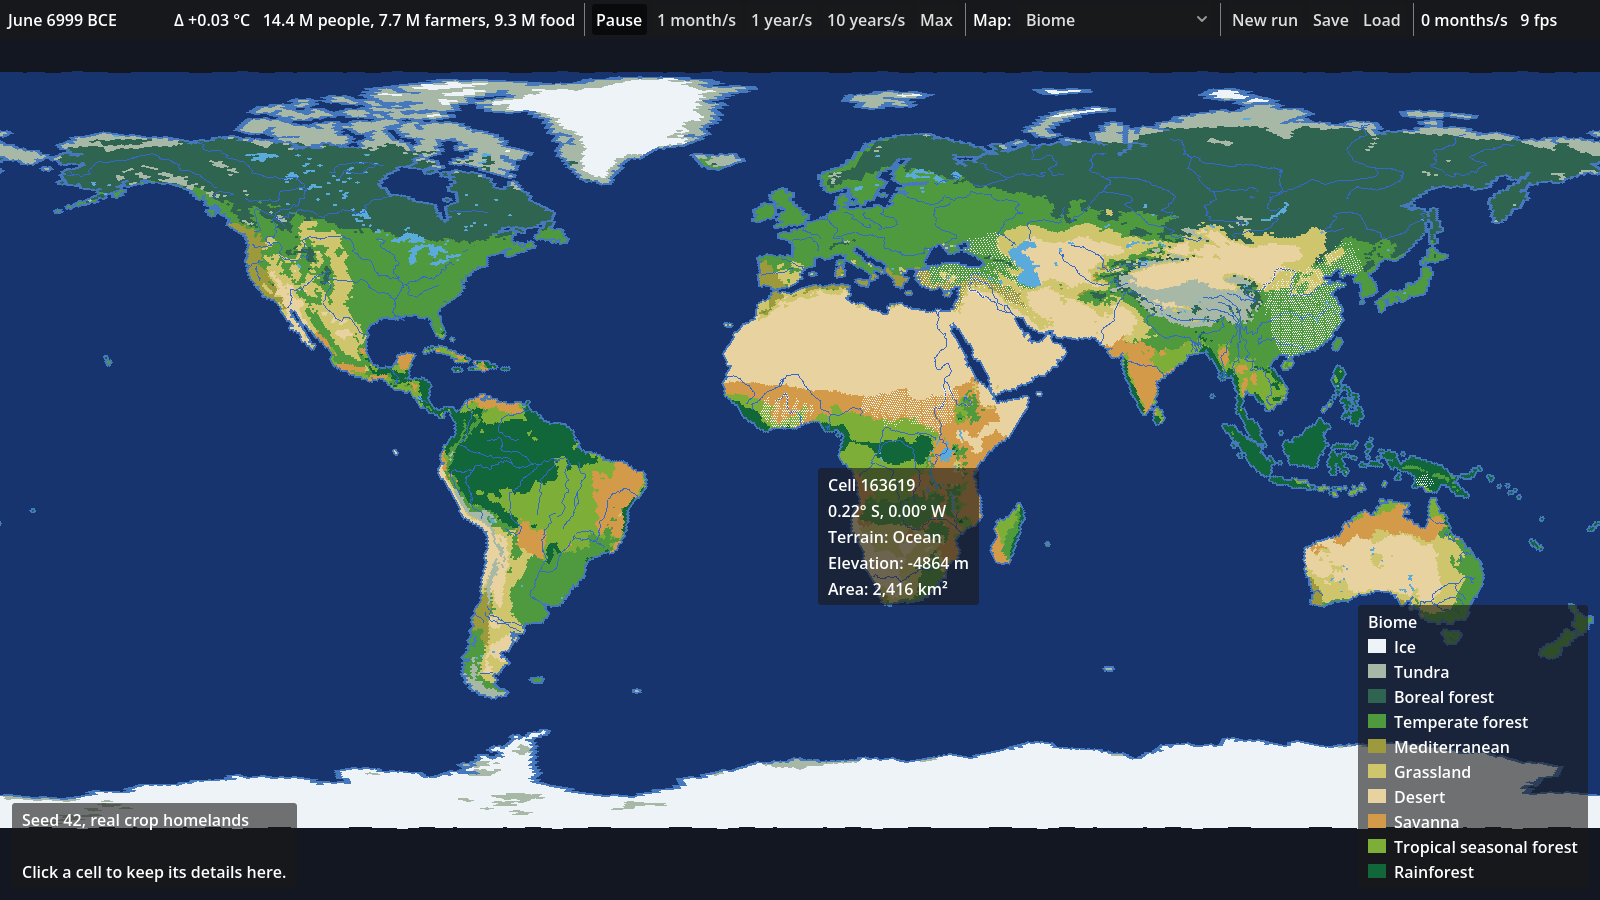 June 6999 BCE Δ +0.03 °C 14.4 M people, 7.7 M farmers, 9.3 M food Pause 1 month/s 1 year/s 10 years/s Max Map: Biome New run Save Load 0 months/s 9 fps
Cell 163619
0.22° S, 0.00° W
Terrain: Ocean
Elevation: -4864 m
Area: 2,416 km²
Biome
Ice
Tundra
Boreal forest
Temperate forest
Mediterranean
Grassland
Desert
Savanna
Tropical seasonal forest
Rainforest
Seed 42, real crop homelands
Click a cell to keep its details here.